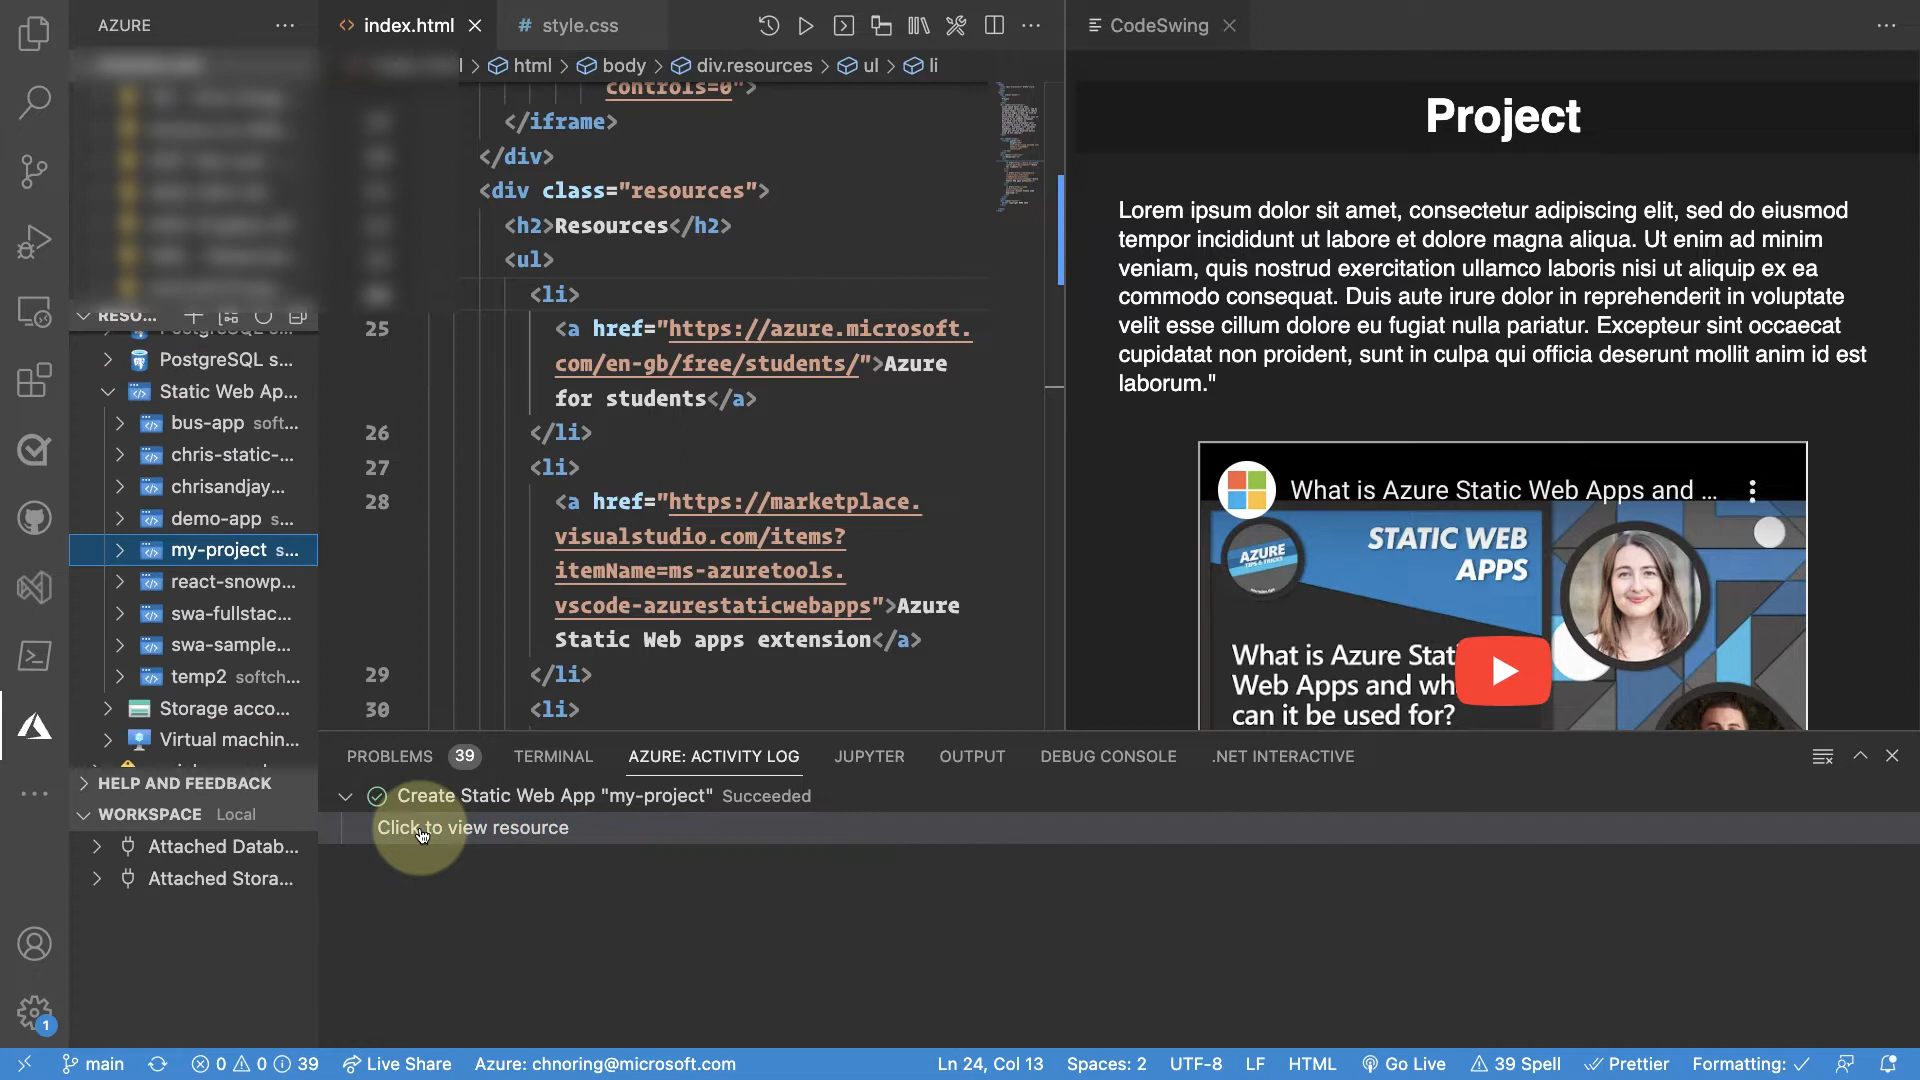 AZURE
index.html
# style.css
CodeSwing
html > body > div.resources > ul > li
controls=0">
</iframe>
</div>
<div class="resources">
<h2>Resources</h2>
<ul>
<li>
25 <a href="https://azure.microsoft.
com/en-gb/free/students/">Azure
for students</a>
26 </li>
27 <li>
28 <a href="https://marketplace.
visualstudio.com/items?
itemName=ms-azuretools.
vscode-azurestaticwebapps">Azure
Static Web apps extension</a>
29 </li>
30 <li>
RESO...
PostgreSQL s...
PostgreSQL s...
Static Web Ap...
bus-app soft...
chris-static-...
chrisandjay...
demo-app s...
my-project s...
react-snowp...
swa-fullstac...
swa-sample...
temp2 softch...
Storage acco...
Virtual machin...
HELP AND FEEDBACK
WORKSPACE Local
Attached Datab...
Attached Stora...
Project
Lorem ipsum dolor sit amet, consectetur adipiscing elit, sed do eiusmod
tempor incididunt ut labore et dolore magna aliqua. Ut enim ad minim
veniam, quis nostrud exercitation ullamco laboris nisi ut aliquip ex ea
commodo consequat. Duis aute irure dolor in reprehenderit in voluptate
velit esse cillum dolore eu fugiat nulla pariatur. Excepteur sint occaecat
cupidatat non proident, sunt in culpa qui officia deserunt mollit anim id est
laborum."
What is Azure Static Web Apps and ...
AZURE
STATIC WEB
APPS
What is Azure Stat
Web Apps and wh
can it be used for?
PROBLEMS 39 TERMINAL AZURE: ACTIVITY LOG JUPYTER OUTPUT DEBUG CONSOLE .NET INTERACTIVE
Create Static Web App "my-project" Succeeded
Click to view resource
1
main 0 0 39 Live Share Azure: chnoring@microsoft.com Ln 24, Col 13 Spaces: 2 UTF-8 LF HTML Go Live 39 Spell Prettier Formatting: ✓